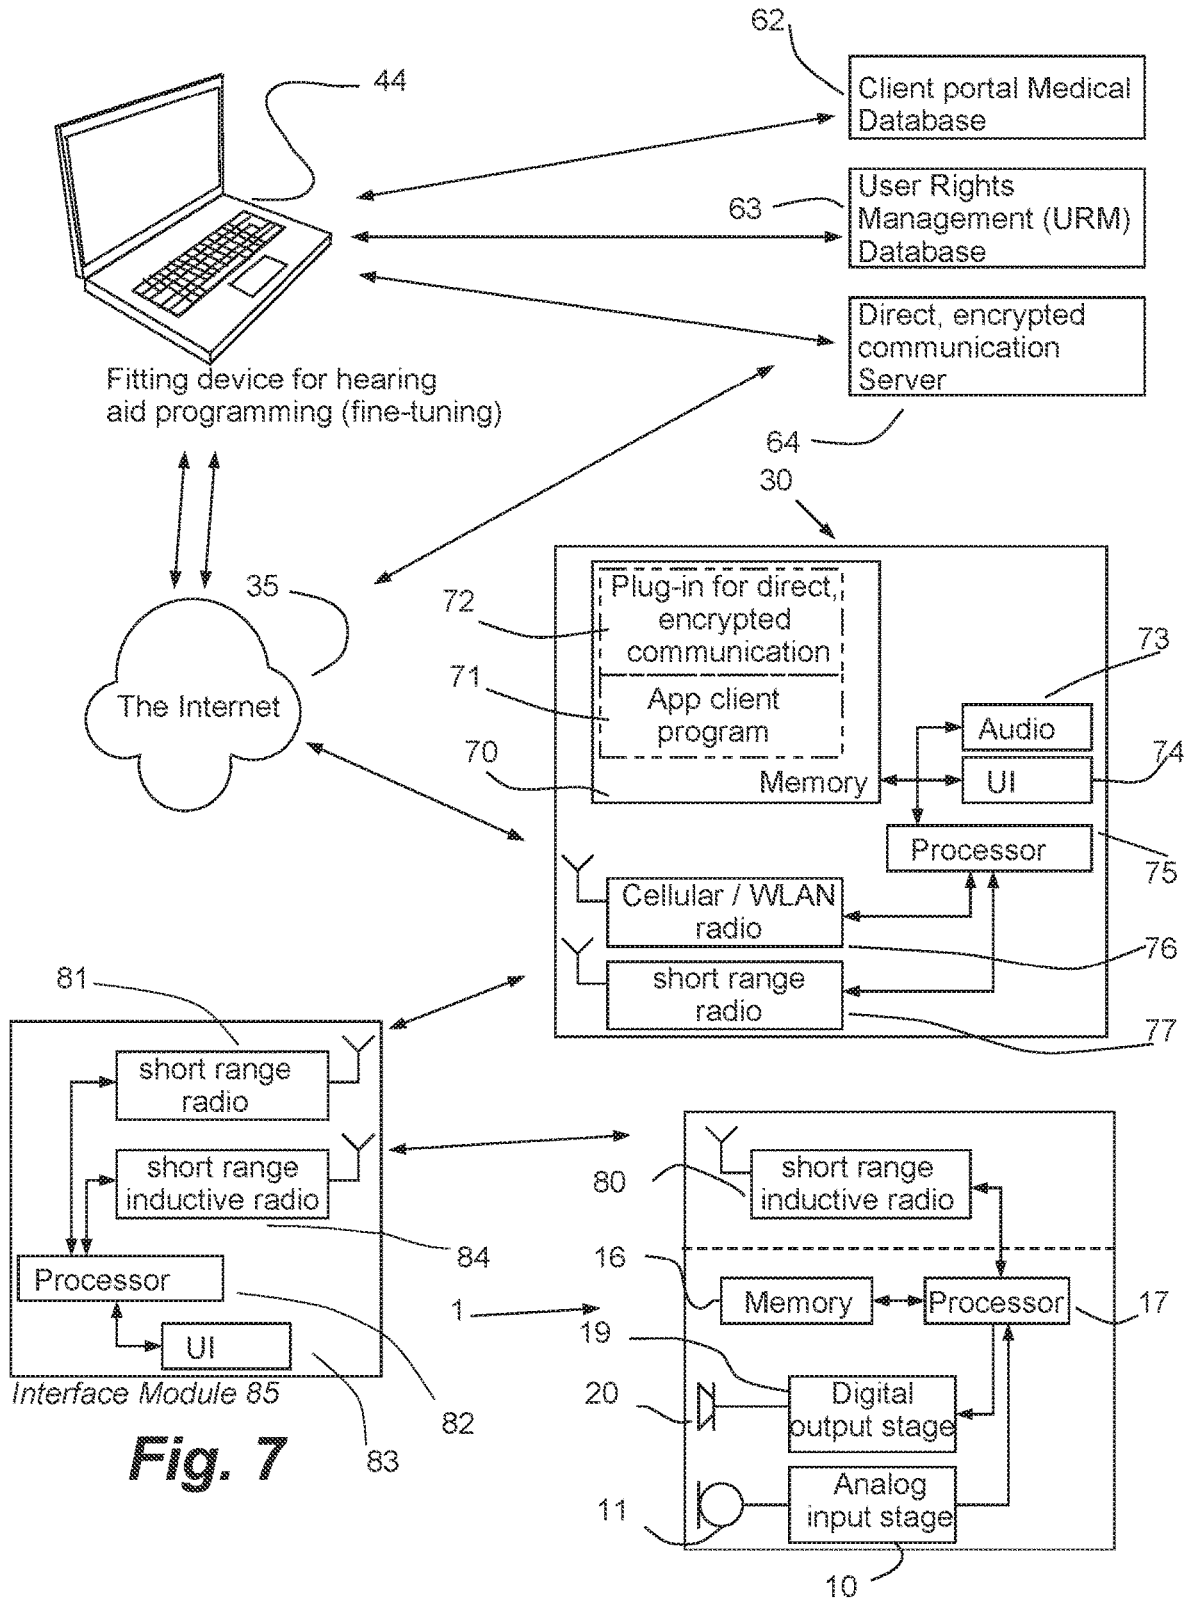 62
44
Client portal Medical
Database
63
User Rights
Management (URM)
Database
Direct, encrypted
communication
Server
64
Fitting device for hearing
aid programming (fine-tuning)
35
The Internet
30
72
Plug-in for direct,
encrypted
communication
71
App client
program
70
Memory
73
Audio
74
UI
75
Processor
Cellular / WLAN
radio
76
short range
radio
77
81
short range
radio
short range
inductive radio
84
Processor
82
UI
83
Interface Module 85
Fig. 7
1
80
short range
inductive radio
16
Memory
Processor
17
19
20
Digital
output stage
11
Analog
input stage
10